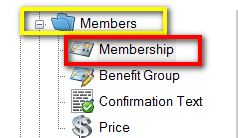 Members
Membership
Benefit Group
Confirmation Text
Price